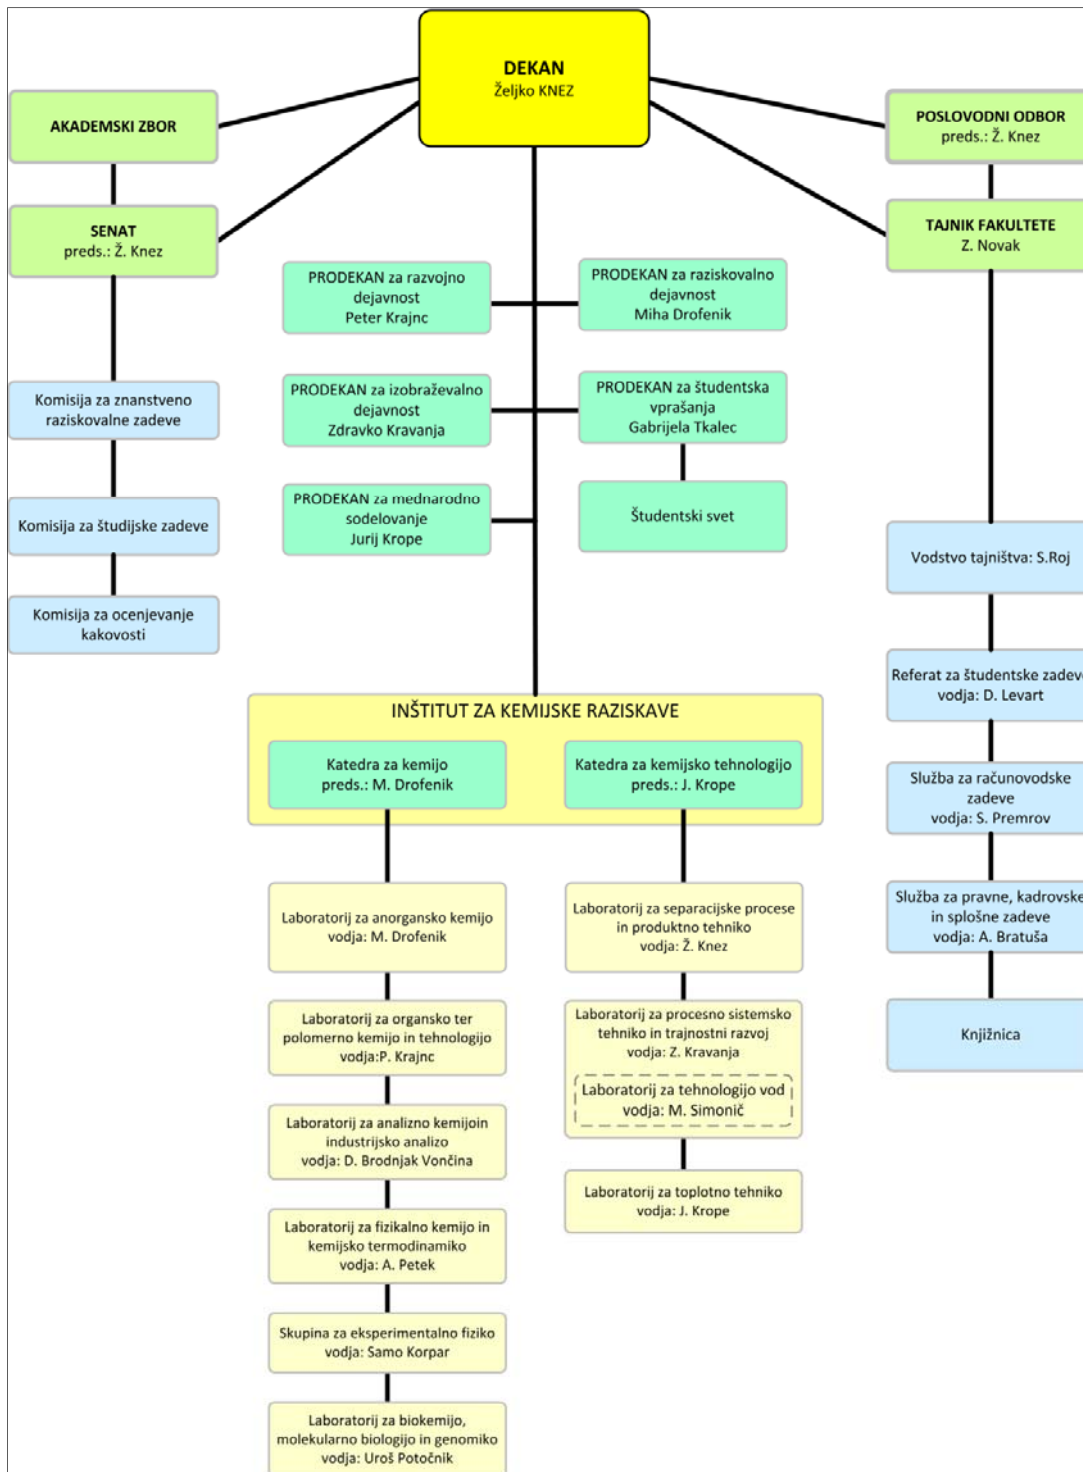 DEKAN
Željko KNEZ
AKADEMSKI ZBOR
SENAT
preds.: Ž. Knez
POSLOVODNI ODBOR
preds.: Ž. Knez
TAJNIK FAKULTETE
Z. Novak
PRODEKAN za razvojno
dejavnost
Peter Krajnc
PRODEKAN za raziskovalno
dejavnost
Miha Drofenik
PRODEKAN za izobraževalno
dejavnost
Zdravko Kravanja
PRODEKAN za študentska
vprašanja
Gabrijela Tkalec
PRODEKAN za mednarodno
sodelovanje
Jurij Krope
Študentski svet
Komisija za znanstveno
raziskovalne zadeve
Komisija za študijske zadeve
Komisija za ocenjevanje
kakovosti
Vodstvo tajništva: S.Roj
Referat za študentske zadeve
vodja: D. Levart
Služba za računovodske
zadeve
vodja: S. Premrov
Služba za pravne, kadrovske
in splošne zadeve
vodja: A. Bratuša
Knjižnica
INŠTITUT ZA KEMIJSKE RAZISKAVE
Katedra za kemijo
preds.: M. Drofenik
Katedra za kemijsko tehnologijo
preds.: J. Krope
Laboratorij za anorgansko kemijo
vodja: M. Drofenik
Laboratorij za organsko ter
polomerno kemijo in tehnologijo
vodja:P. Krajnc
Laboratorij za analizno kemijoin
industrijsko analizo
vodja: D. Brodnjak Vončina
Laboratorij za fizikalno kemijo in
kemijsko termodinamiko
vodja: A. Petek
Skupina za eksperimentalno fiziko
vodja: Samo Korpar
Laboratorij za biokemijo,
molekularno biologijo in genomiko
vodja: Uroš Potočnik
Laboratorij za separacijske procese
in produktno tehniko
vodja: Ž. Knez
Laboratorij za procesno sistemsko
tehniko in trajnostni razvoj
vodja: Z. Kravanja
Laboratorij za tehnologijo vod
vodja: M. Simonič
Laboratorij za toplotno tehniko
vodja: J. Krope